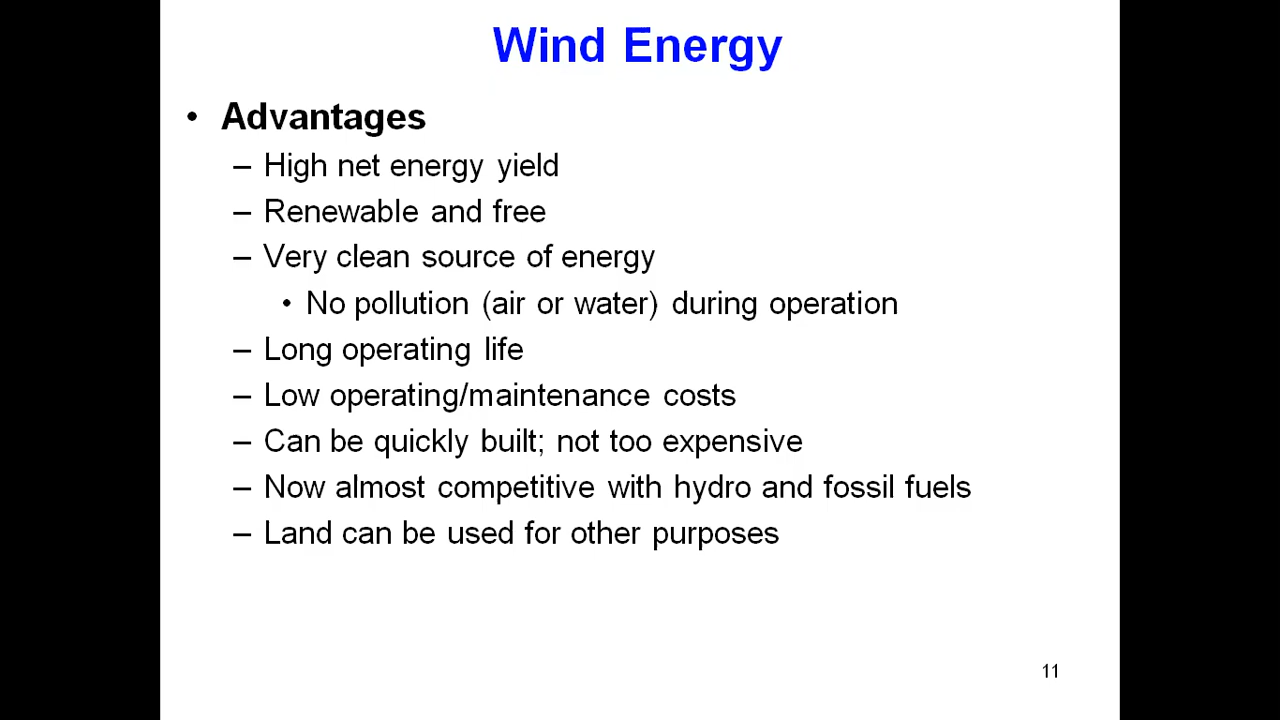 Wind Energy
• Advantages
– High net energy yield
– Renewable and free
– Very clean source of energy
• No pollution (air or water) during operation
– Long operating life
– Low operating/maintenance costs
– Can be quickly built; not too expensive
– Now almost competitive with hydro and fossil fuels
– Land can be used for other purposes
11